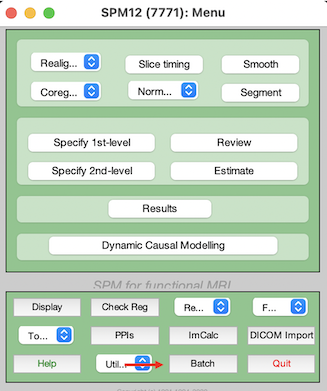 SPM12 (7771): Menu
Realig...
Slice timing
Smooth
Coreg...
Norm...
Segment
Specify 1st-level
Review
Specify 2nd-level
Estimate
Results
Dynamic Causal Modelling
SPM for functional MRI
Display
Check Reg
Re...
F...
To...
PPIs
ImCalc
DICOM Import
Help
Util...
Batch
Quit